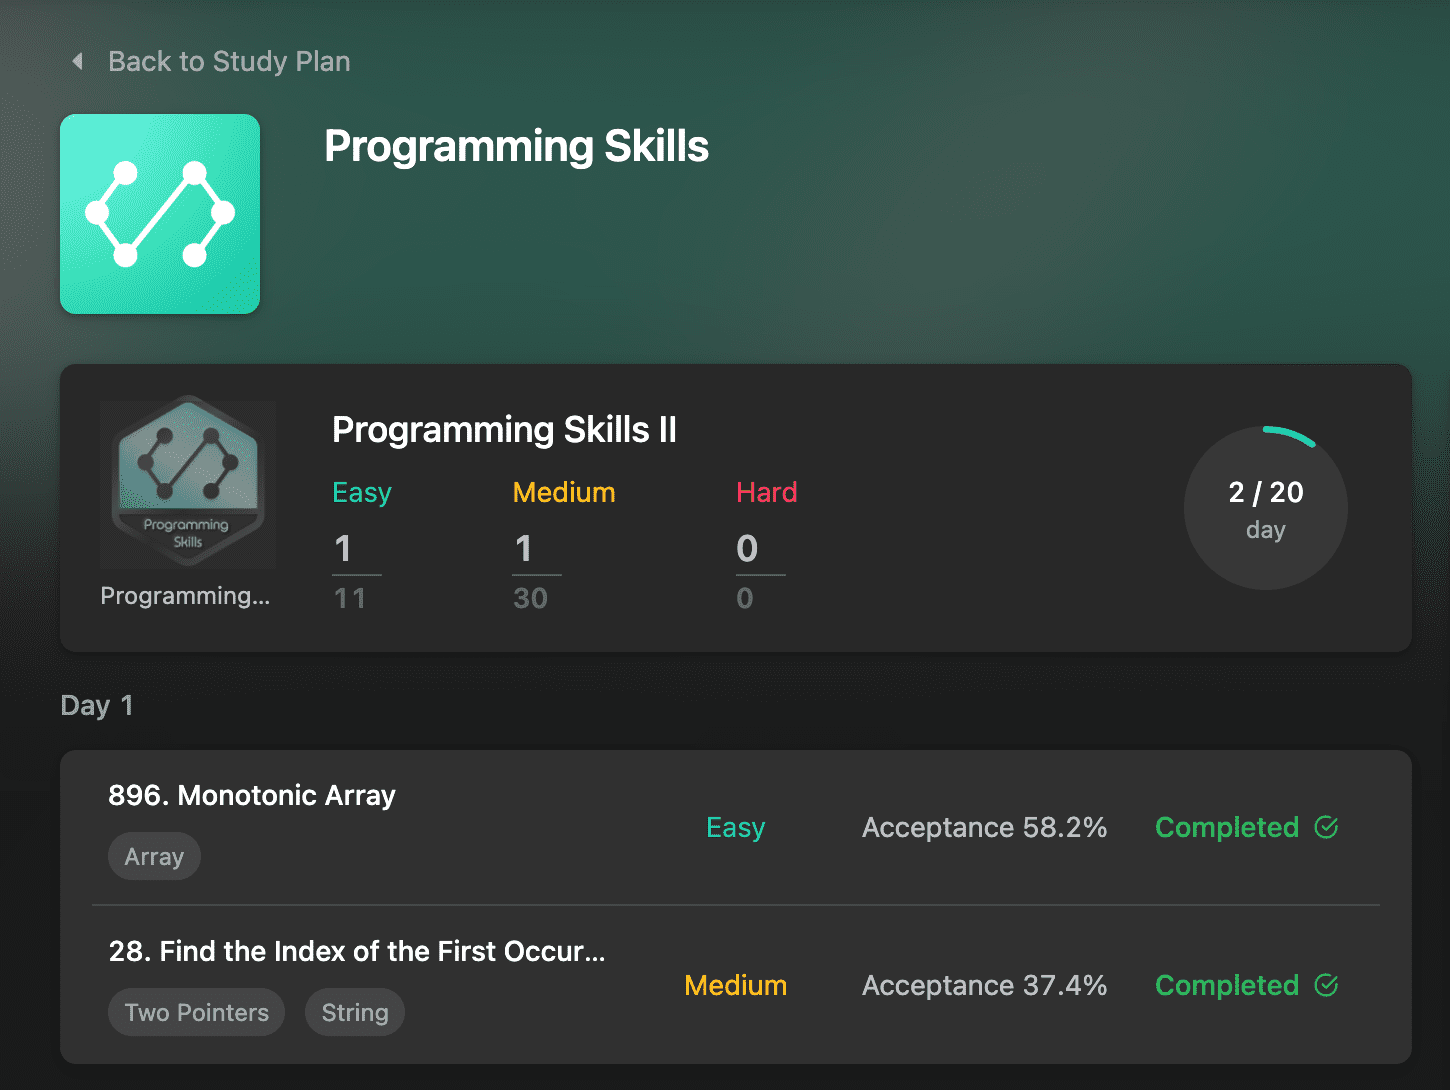 Back to Study Plan
Programming Skills
Programming Skills II
Easy
Medium
Hard
1
1
0
11
30
0
2 / 20
day
Programming
Skills
Programming...
Day 1
896. Monotonic Array
Array
Easy
Acceptance 58.2%
Completed
28. Find the Index of the First Occur...
Two Pointers
String
Medium
Acceptance 37.4%
Completed